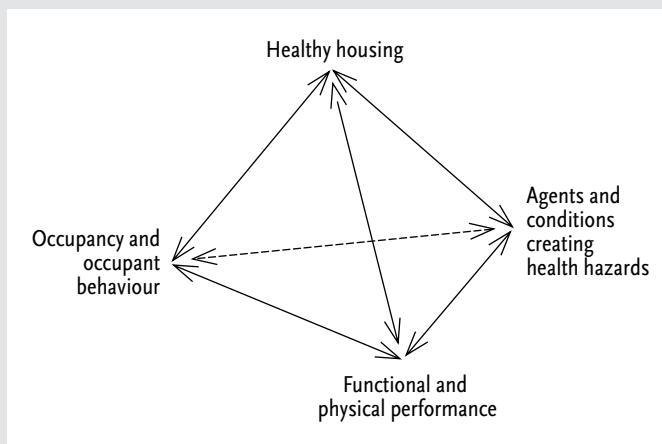 Healthy housing
Agents and
conditions
creating
health hazards
Occupancy and
occupant
behaviour
Functional and
physical performance